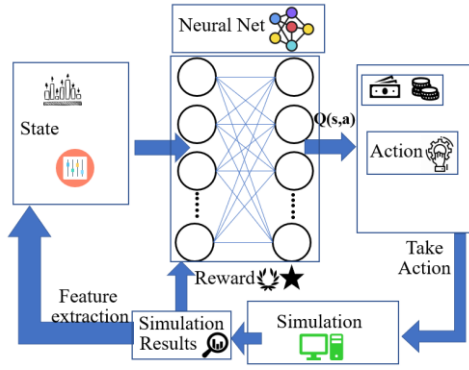 Neural Net
State
Q(s,a)
Action
Take
Action
Reward
Feature
extraction
Simulation
Results
Simulation